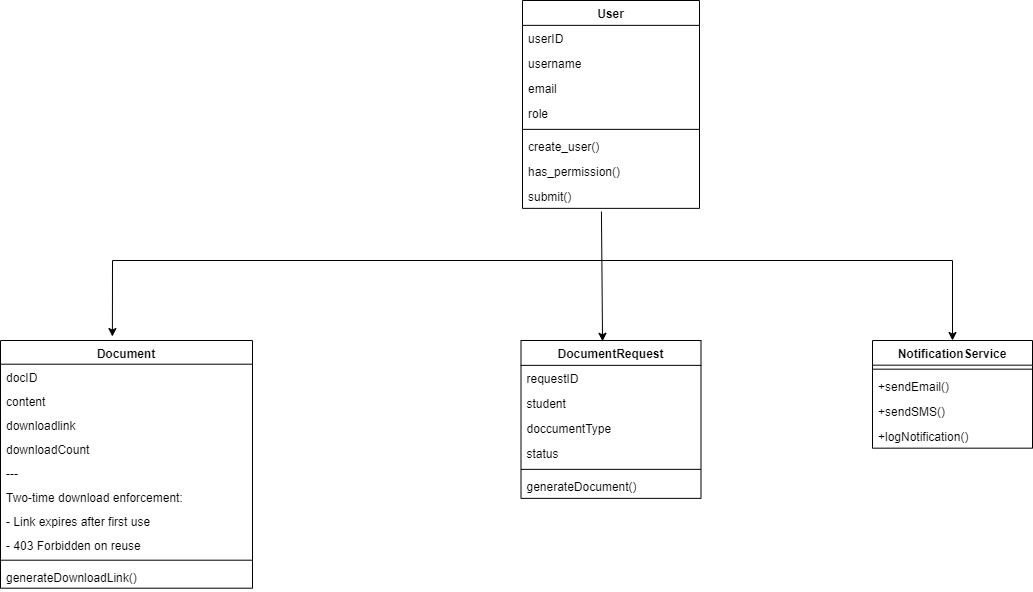 User
userID
username
email
role
create_user()
has_permission()
submit()
Document
docID
content
downloadlink
downloadCount
---
Two-time download enforcement:
- Link expires after first use
- 403 Forbidden on reuse
generateDownloadLink()
DocumentRequest
requestID
student
doccumentType
status
generateDocument()
NotificationService
+sendEmail()
+sendSMS()
+logNotification()